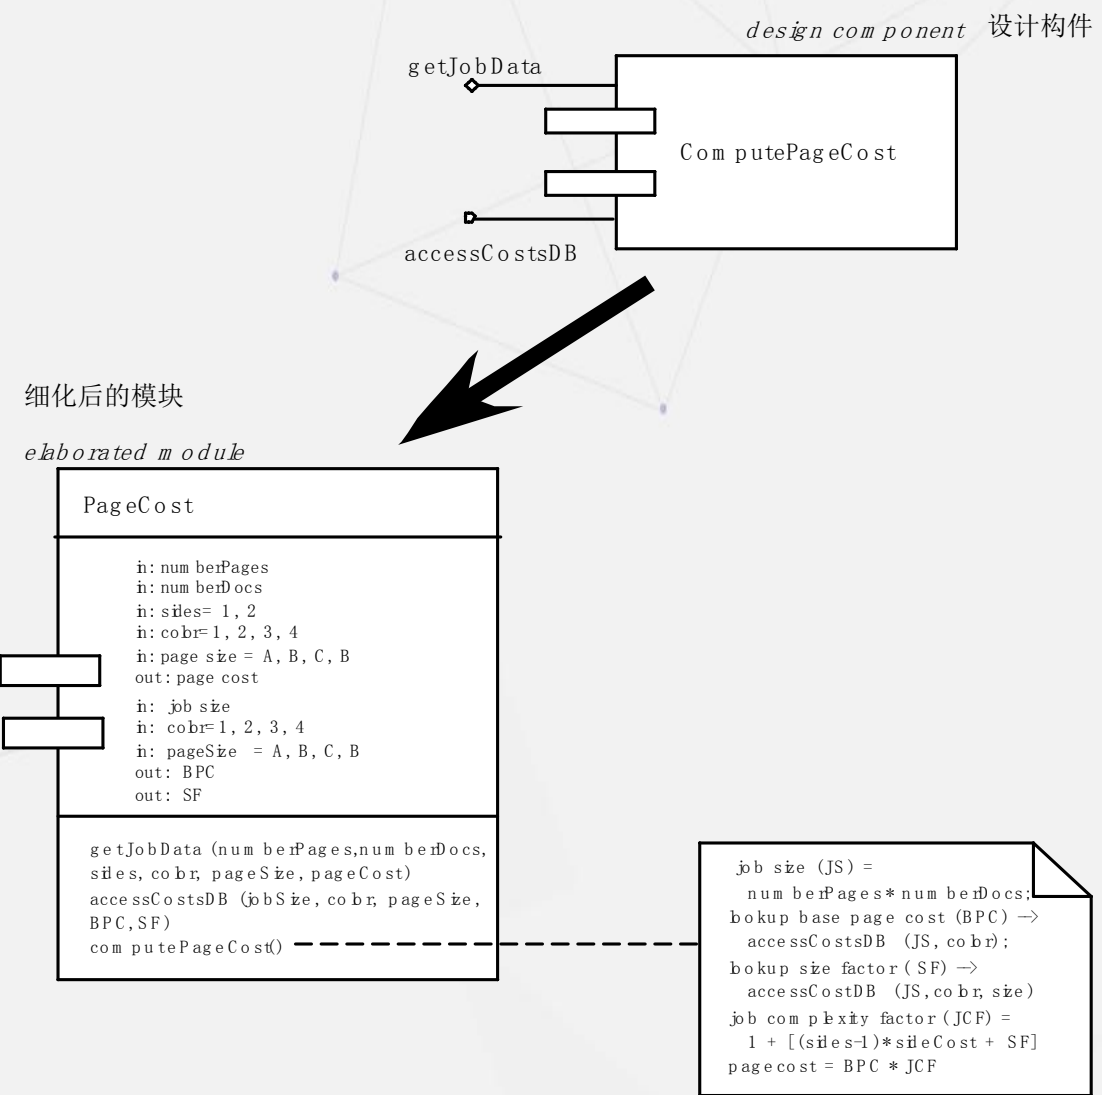 design component 设计构件
getJobData
ComputePageCost
accessCostsDB
细化后的模块
elaborated module
PageCost
in: numberPages
in: numberDocs
in: sides= 1, 2
in: color=1, 2, 3, 4
in: page size = A, B, C, B
out: page cost
in: job size
in: color=1, 2, 3, 4
in: pageSize = A, B, C, B
out: BPC
out: SF
getJobData (numberPages,numberDocs,
sides, color, pageSize, pageCost)
accessCostsDB (jobSize, color, pageSize,
BPC, SF)
computePageCost()
job size (JS) =
numberPages* numberDocs;
lookup base page cost (BPC) -->
accessCostsDB (JS, color);
lookup size factor (SF) -->
accessCostDB (JS, color, size)
job complexity factor (JCF) =
1 + [(sides-1)*sideCost + SF]
pagecost = BPC * JCF